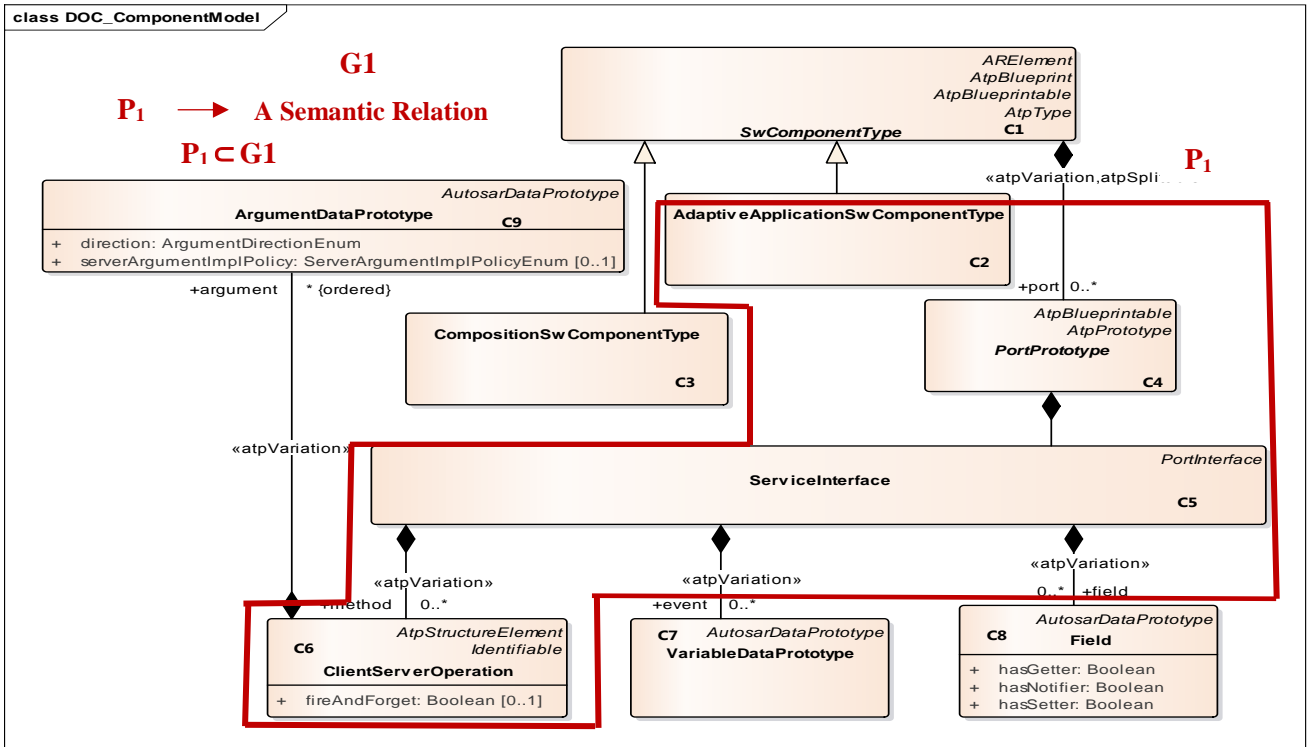 class DOC_ComponentModel
G1
P₁ → A Semantic Relation
P₁ ⊂ G1
ARElement
AtpBlueprint
AtpBlueprintable
AtpType
C1
SwComponentType
P₁
«atpVariation,atpSpl
AutosarDataPrototype
ArgumentDataPrototype
C9
+ direction: ArgumentDirectionEnum
+ serverArgumentImplPolicy: ServerArgumentImplPolicyEnum [0..1]
AdaptiveApplicationSwComponentType
C2
+argument * {ordered}
+port 0..*
AtpBlueprintable
AtpPrototype
PortPrototype
C4
CompositionSwComponentType
C3
«atpVariation»
PortInterface
ServiceInterface
C5
«atpVariation»
«atpVariation»
«atpVariation»
+method 0..*
+event 0..*
0..* +field
AtpStructureElement
C6
Identifiable
ClientServerOperation
+ fireAndForget: Boolean [0..1]
C7 AutosarDataPrototype
VariableDataPrototype
AutosarDataPrototype
C8
Field
+ hasGetter: Boolean
+ hasNotifier: Boolean
+ hasSetter: Boolean